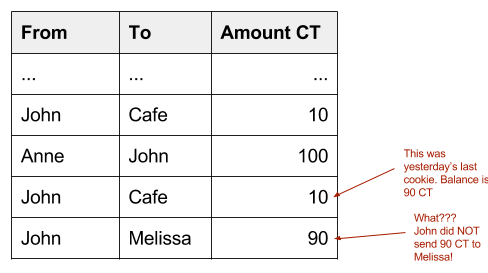 From To Amount CT
... ... ...
John Cafe 10
Anne John 100
John Cafe 10
John Melissa 90
This was
yesterday's last
cookie. Balance is
90 CT
What???
John did NOT
send 90 CT to
Melissa!